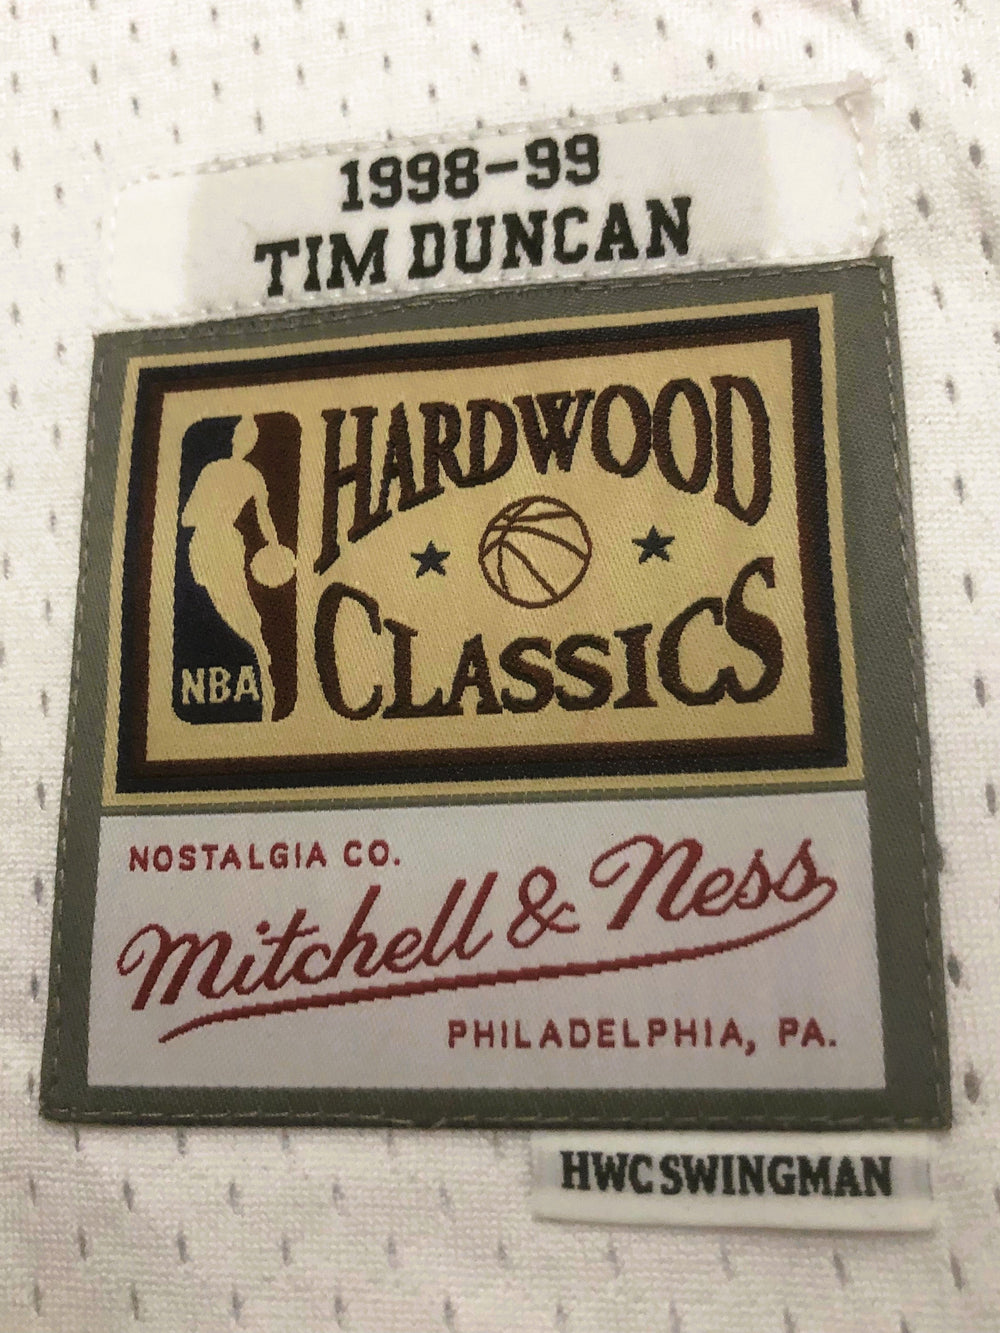 1998-99
TIM DUNCAN
HARDWOOD
CLASSICS
NBA
NOSTALGIA CO.
Mitchell & Ness
PHILADELPHIA, PA.
HWC SWINGMAN